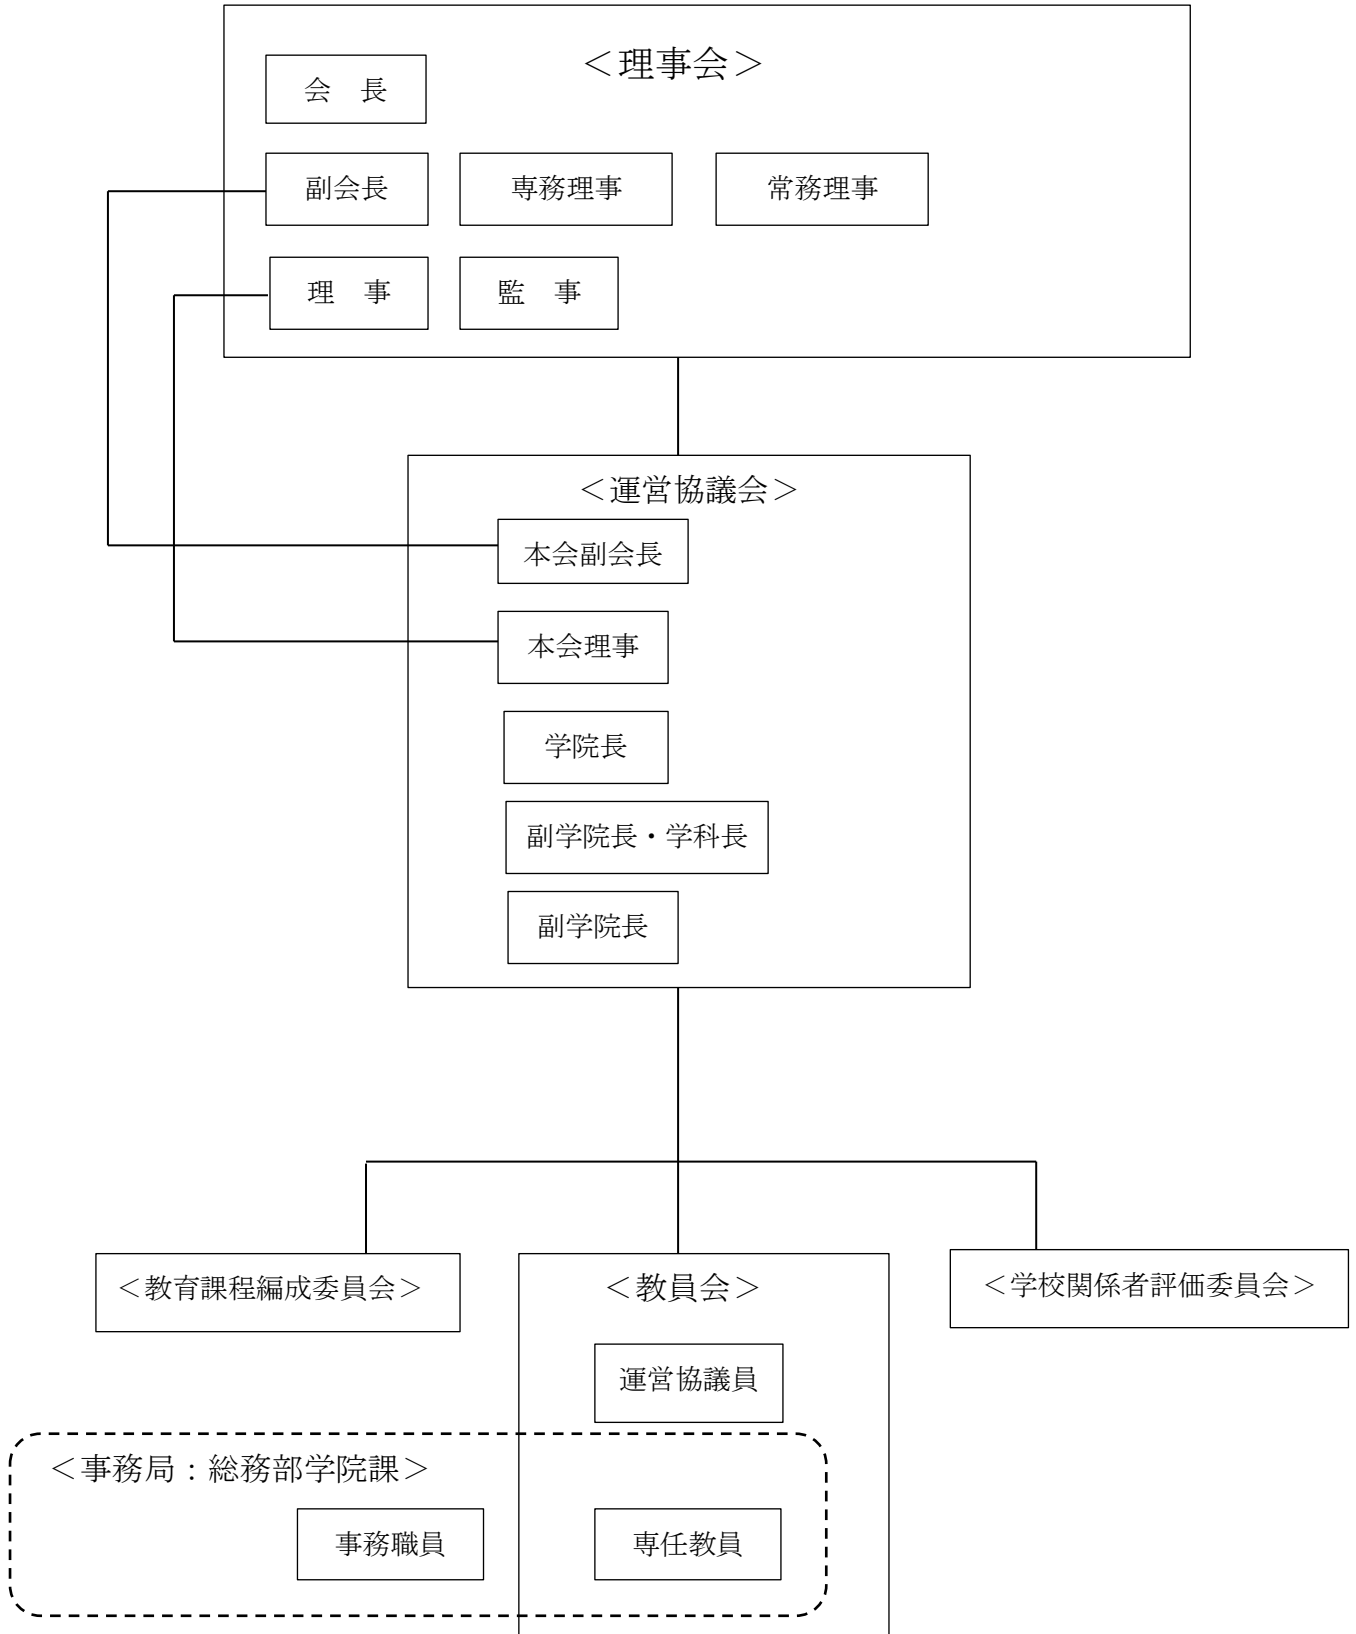 ＜理事会＞
会　長
副会長
専務理事
常務理事
理　事
監　事
＜運営協議会＞
本会副会長
本会理事
学院長
副学院長・学科長
副学院長
＜教育課程編成委員会＞
＜教員会＞
＜学校関係者評価委員会＞
運営協議員
＜事務局：総務部学院課＞
事務職員
専任教員